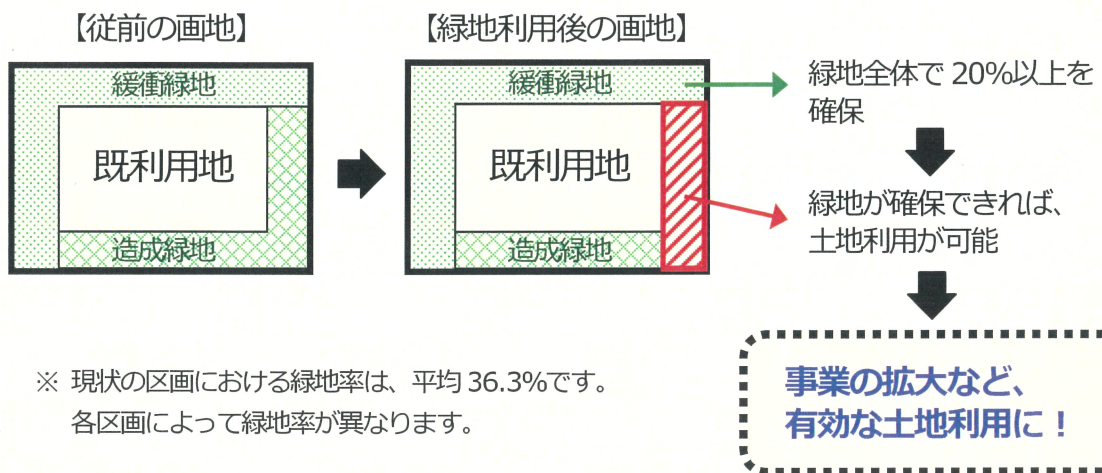 【従前の画地】
緩衝緑地
既利用地
造成緑地
【緑地利用後の画地】
緩衝緑地
既利用地
造成緑地
緑地全体で 20%以上を
確保
緑地が確保できれば、
土地利用が可能
事業の拡大など、
有効な土地利用に！
※ 現状の区画における緑地率は、平均 36.3%です。
各区画によって緑地率が異なります。